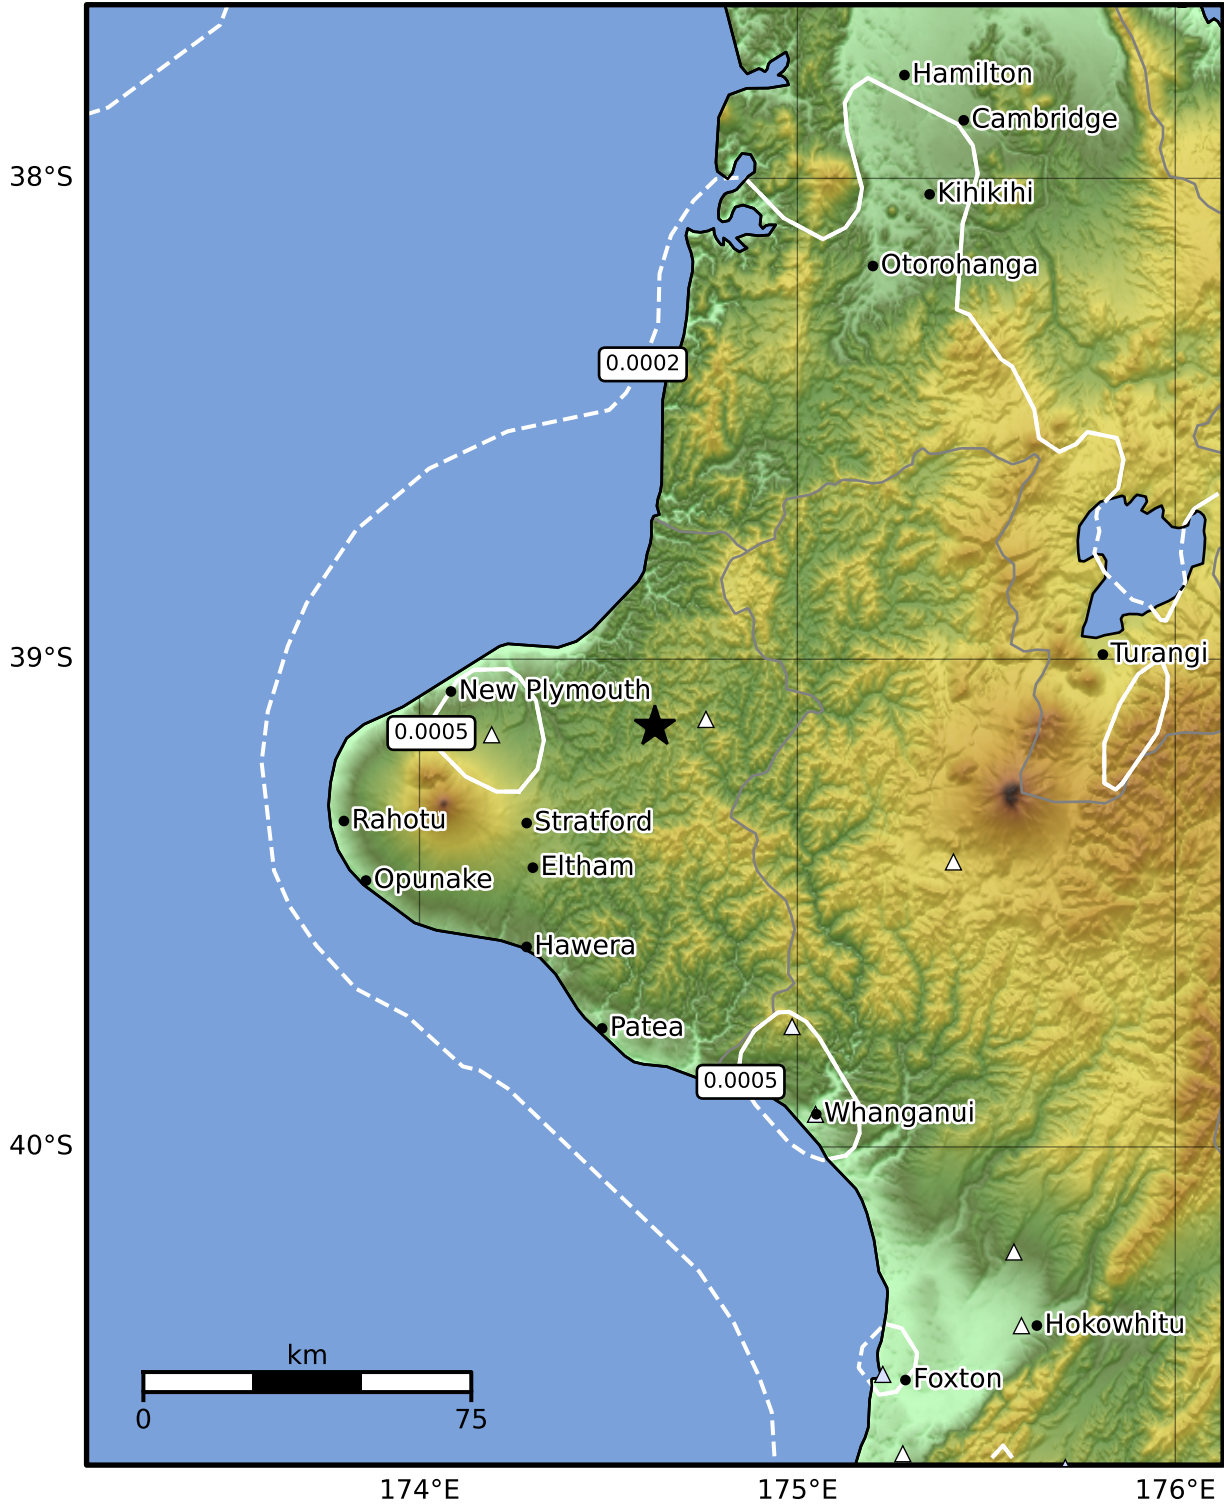 Hamilton
Cambridge
38°S
Kihikihi
Otorohanga
0.0002
Turangi
39°S
New Plymouth
0.0005
Rahotu
Stratford
Eltham
Opunake
Hawera
Patea
0.0005
Whanganui
40°S
Hokowhitu
km
Foxton
0
75
174°E
175°E
176°E